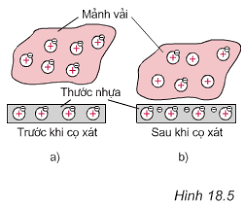 Mảnh vải
Thước nhựa
Trước khi cọ xát
Sau khi cọ xát
a)
b)
Hình 18.5